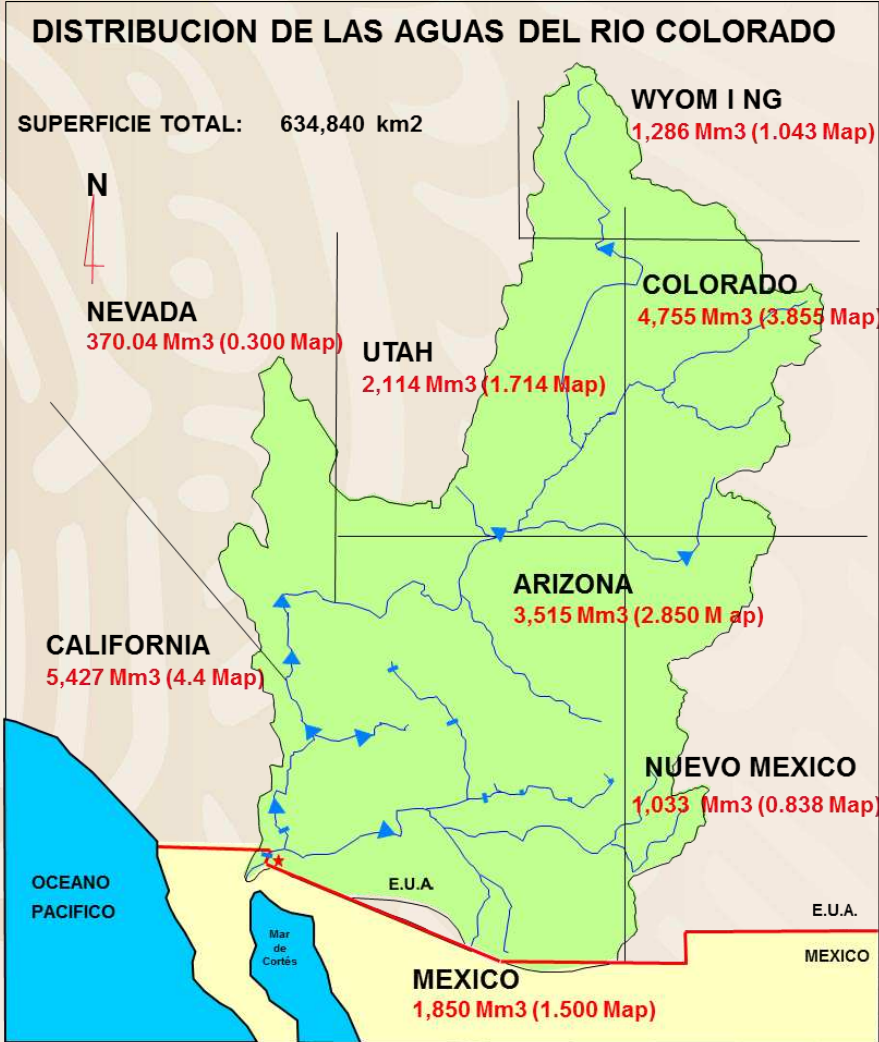 DISTRIBUCION DE LAS AGUAS DEL RIO COLORADO
WYOM I NG
1,286 Mm3 (1.043 Map)
SUPERFICIE TOTAL: 634,840 km2
N
COLORADO
4,755 Mm3 (3.855 Map)
NEVADA
370.04 Mm3 (0.300 Map)
UTAH
2,114 Mm3 (1.714 Map)
ARIZONA
3,515 Mm3 (2.850 M ap)
CALIFORNIA
5,427 Mm3 (4.4 Map)
NUEVO MEXICO
1,033 Mm3 (0.838 Map)
OCEANO
PACIFICO
E.U.A.
E.U.A.
Mar
de
Cortés
MEXICO
MEXICO
1,850 Mm3 (1.500 Map)